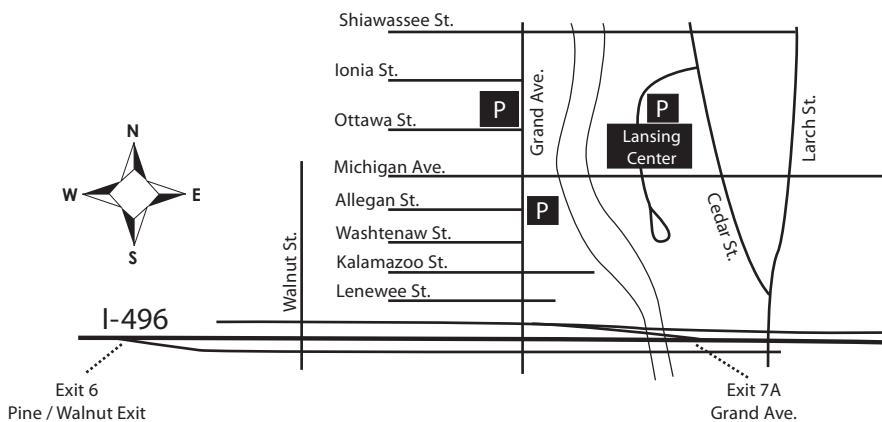 Shiawassee St.
Ionia St.
P
Ottawa St.
Grand Ave.
P
Lansing
Center
Larch St.
Michigan Ave.
N
W
E
S
Allegan St.
P
Cedar St.
Washtenaw St.
Walnut St.
Kalamazoo St.
Lenewee St.
I-496
Exit 6
Pine / Walnut Exit
Exit 7A
Grand Ave.